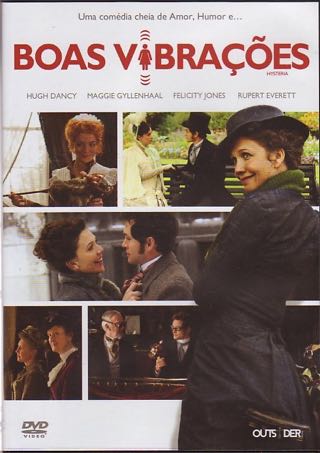 Uma comédia cheia de Amor, Humor e...
BOAS VIBRAÇÕES
HYSTERIA
HUGH DANCY MAGGIE GYLLENHAAL FELICITY JONES RUPERT EVERETT
DVD
VIDEO
OUTSIDER